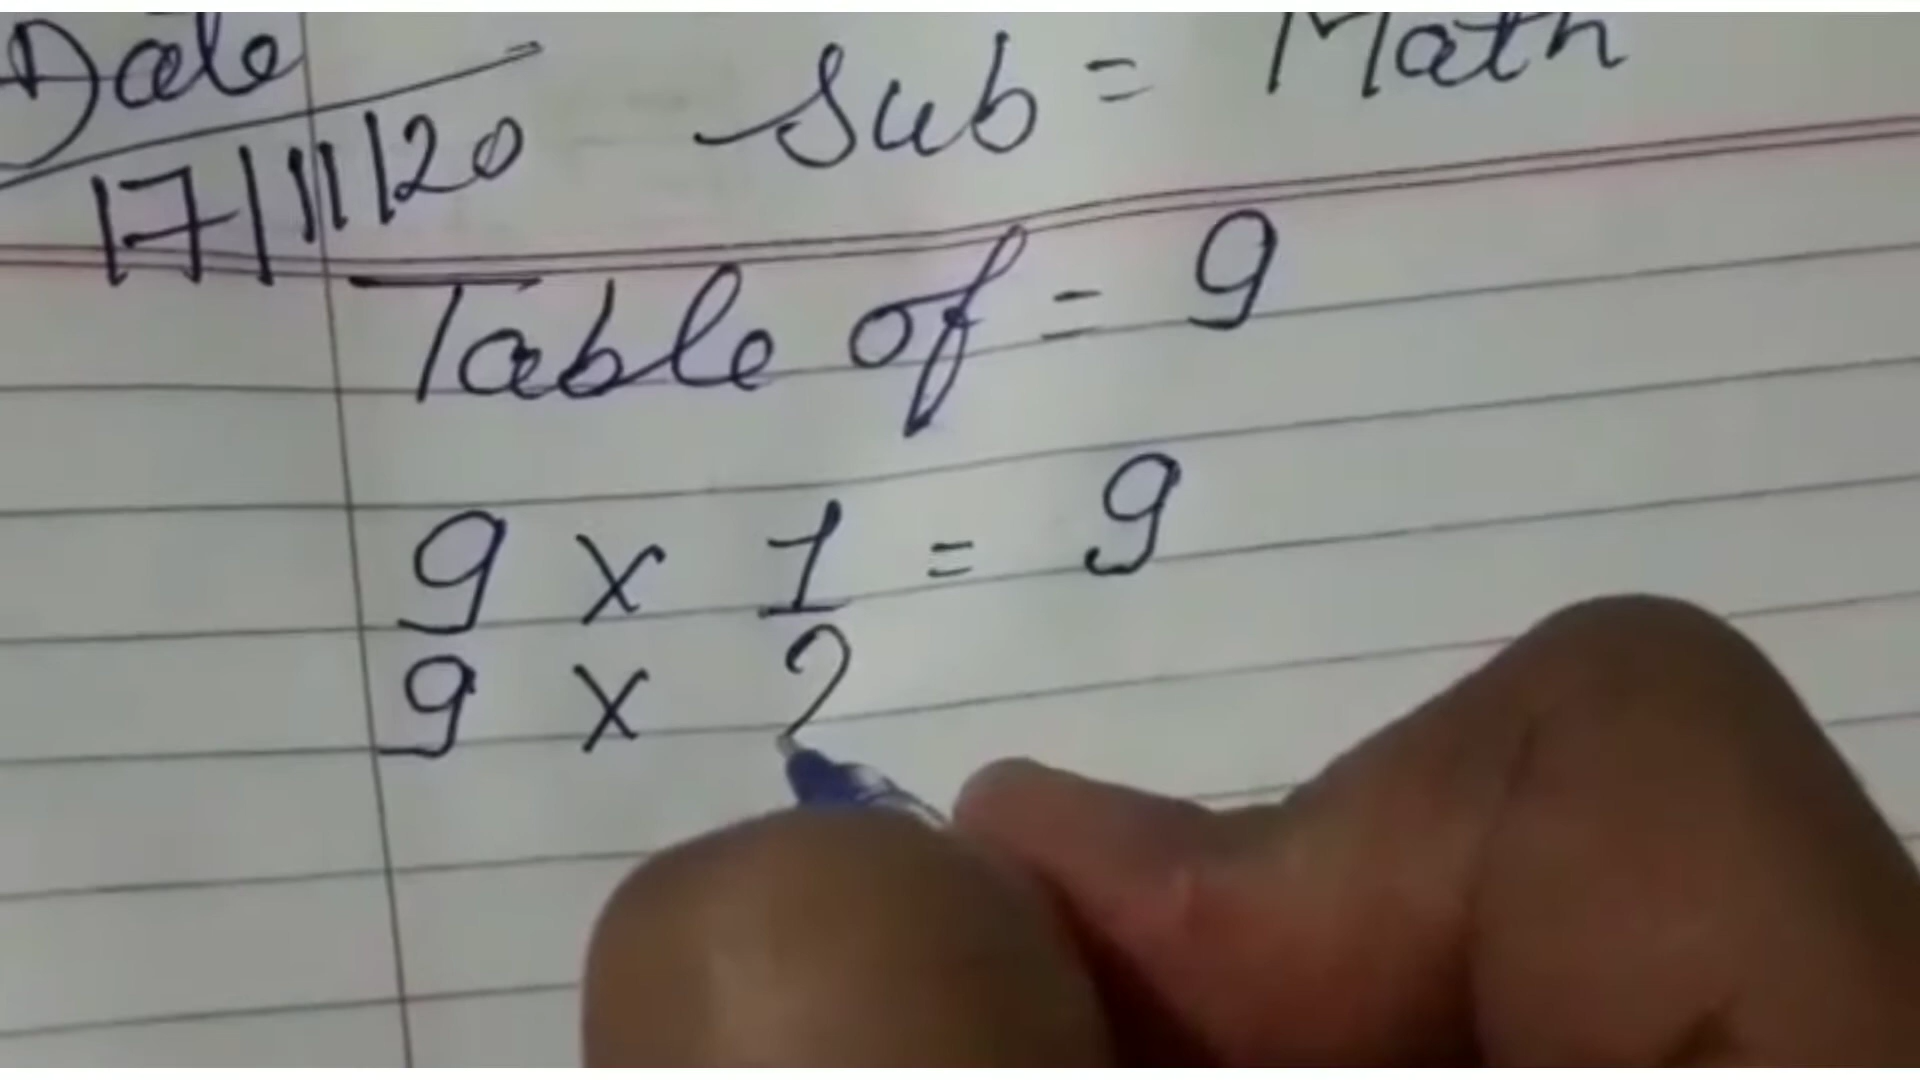 Date
Sub = Math
17/11/20
Table of = 9
9 x 1 = 9
9 x 2